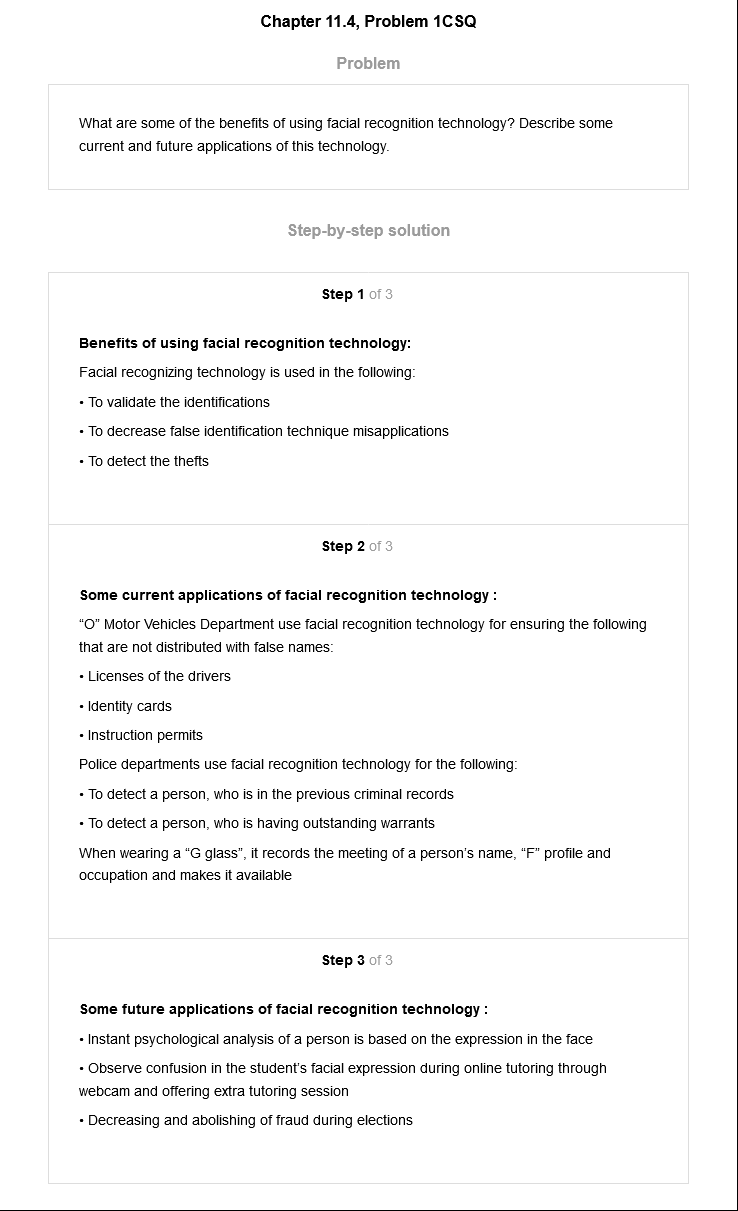 Chapter 11.4, Problem 1CSQ
Problem
What are some of the benefits of using facial recognition technology? Describe some
current and future applications of this technology.
Step-by-step solution
Step 1 of 3
Benefits of using facial recognition technology:
Facial recognizing technology is used in the following:
• To validate the identifications
• To decrease false identification technique misapplications
• To detect the thefts
Step 2 of 3
Some current applications of facial recognition technology :
“O” Motor Vehicles Department use facial recognition technology for ensuring the following
that are not distributed with false names:
• Licenses of the drivers
• Identity cards
• Instruction permits
Police departments use facial recognition technology for the following:
• To detect a person, who is in the previous criminal records
• To detect a person, who is having outstanding warrants
When wearing a “G glass”, it records the meeting of a person’s name, “F” profile and
occupation and makes it available
Step 3 of 3
Some future applications of facial recognition technology :
• Instant psychological analysis of a person is based on the expression in the face
• Observe confusion in the student’s facial expression during online tutoring through
webcam and offering extra tutoring session
• Decreasing and abolishing of fraud during elections